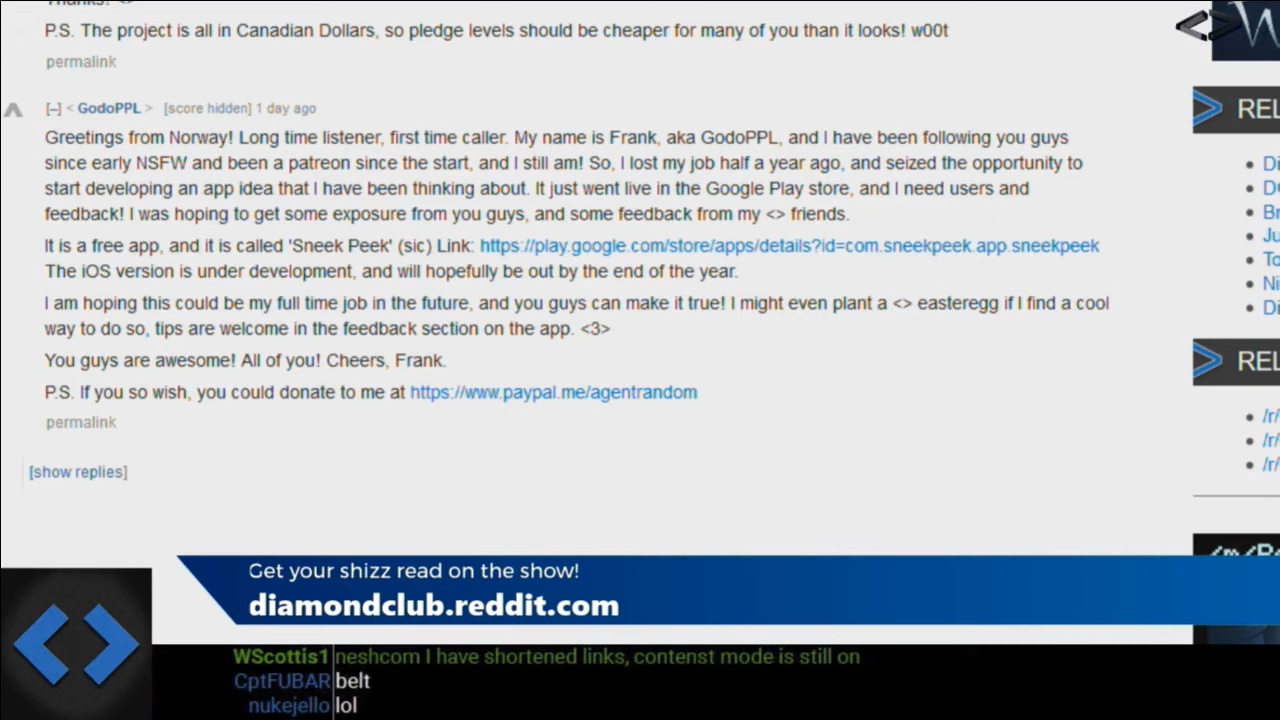 P.S. The project is all in Canadian Dollars, so pledge levels should be cheaper for many of you than it looks! w00t
permalink
[–] < GodoPPL > [score hidden] 1 day ago
Greetings from Norway! Long time listener, first time caller. My name is Frank, aka GodoPPL, and I have been following you guys
since early NSFW and been a patreon since the start, and I still am! So, I lost my job half a year ago, and seized the opportunity to
start developing an app idea that I have been thinking about. It just went live in the Google Play store, and I need users and
feedback! I was hoping to get some exposure from you guys, and some feedback from my <> friends.
It is a free app, and it is called 'Sneek Peek' (sic) Link: https://play.google.com/store/apps/details?id=com.sneekpeek.app.sneekpeek
The iOS version is under development, and will hopefully be out by the end of the year.
I am hoping this could be my full time job in the future, and you guys can make it true! I might even plant a <> easteregg if I find a cool
way to do so, tips are welcome in the feedback section on the app. <3>
You guys are awesome! All of you! Cheers, Frank.
P.S. If you so wish, you could donate to me at https://www.paypal.me/agentrandom
permalink
[show replies]
REL
Di
D
Br
Ju
To
Ni
Di
REL
/r/
/r/
/r/
Get your shizz read on the show!
diamondclub.reddit.com
WScottis1 neshcom I have shortened links, contenst mode is still on
CptFUBAR belt
nukejello lol